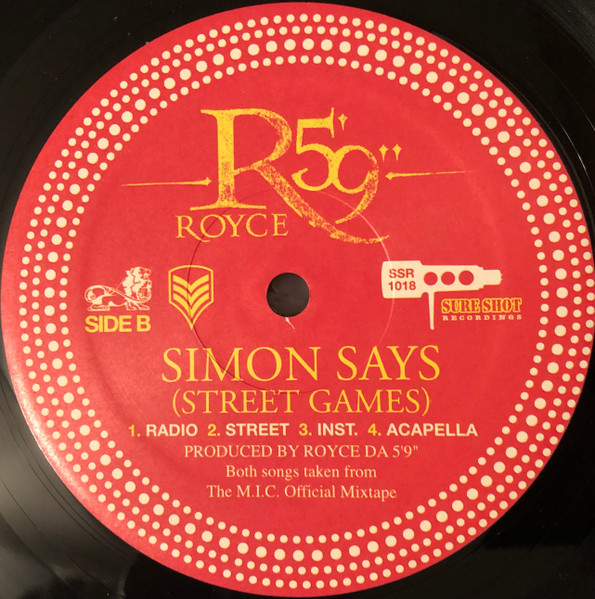 R 5'9"
ROYCE
SSR
1018
SURE SHOT
RECORDINGS
SIDE B
SIMON SAYS
(STREET GAMES)
1. RADIO 2. STREET 3. INST. 4. ACAPELLA
PRODUCED BY ROYCE DA 5'9"
Both songs taken from
The M.I.C. Official Mixtape